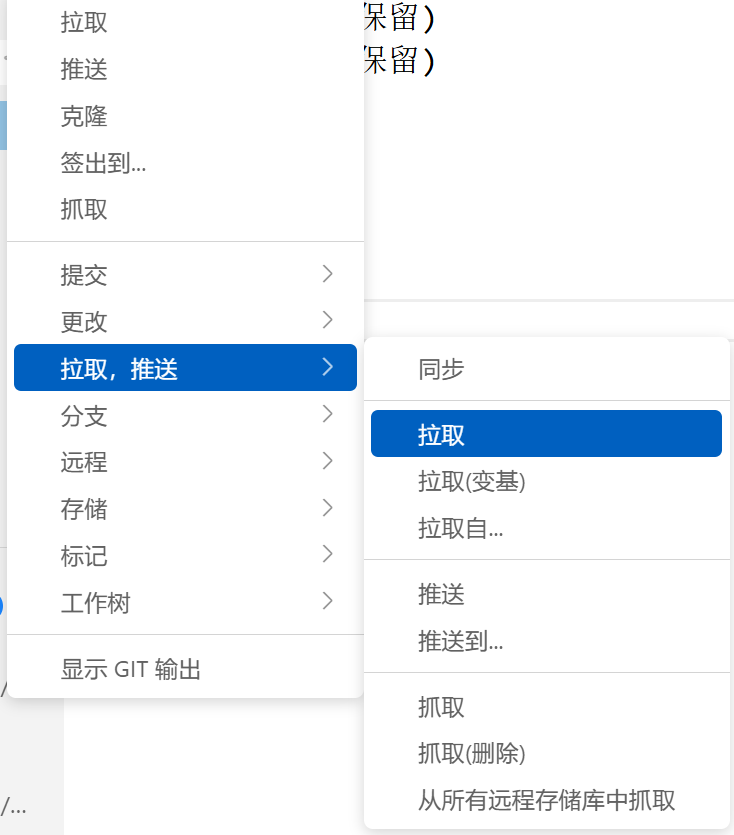 保留)
保留)
拉取
推送
克隆
签出到...
抓取
提交
更改
拉取，推送
分支
远程
存储
标记
工作树
显示 GIT 输出
同步
拉取
拉取(变基)
拉取自...
推送
推送到...
抓取
抓取(删除)
从所有远程存储库中抓取
/
/...